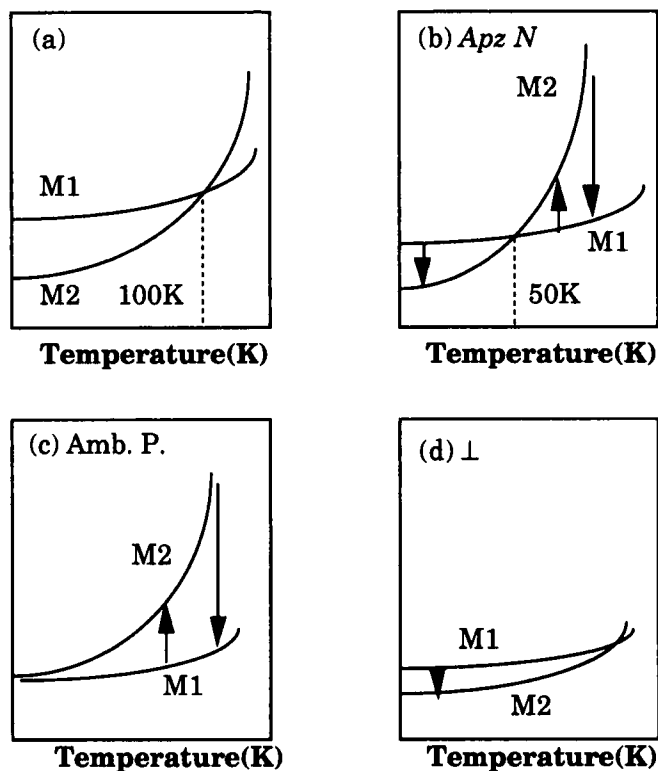 (a)
M1
M2
100K
Temperature(K)
(b) Apz N
M2
M1
50K
Temperature(K)
(c) Amb. P.
M2
M1
Temperature(K)
(d) ⊥
M1
M2
Temperature(K)